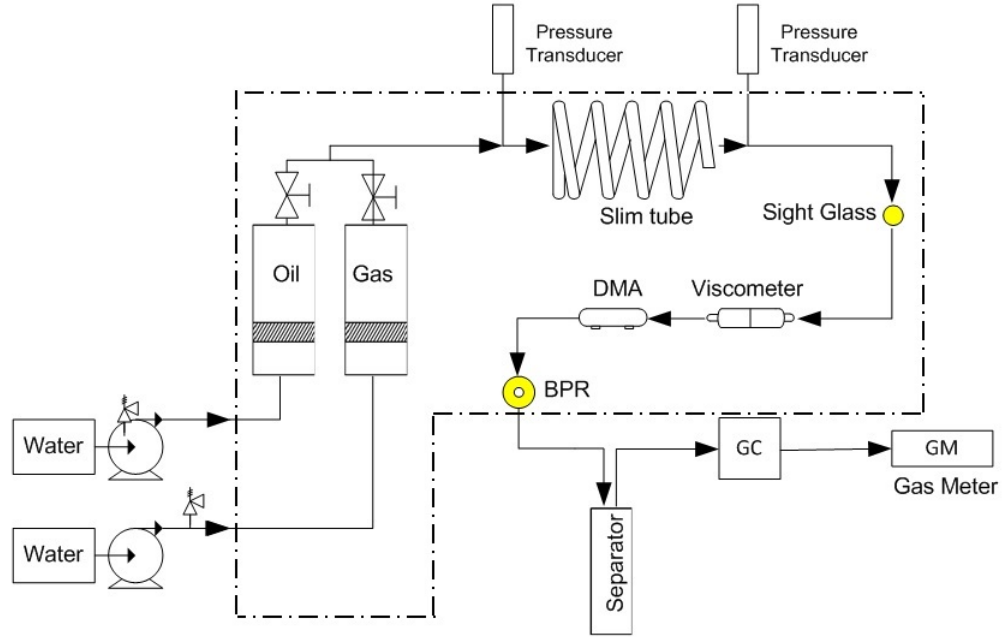 Pressure
Transducer
Pressure
Transducer
Slim tube
Sight Glass
Oil
Gas
DMA
Viscometer
BPR
Water
GC
GM
Gas Meter
Water
Separator